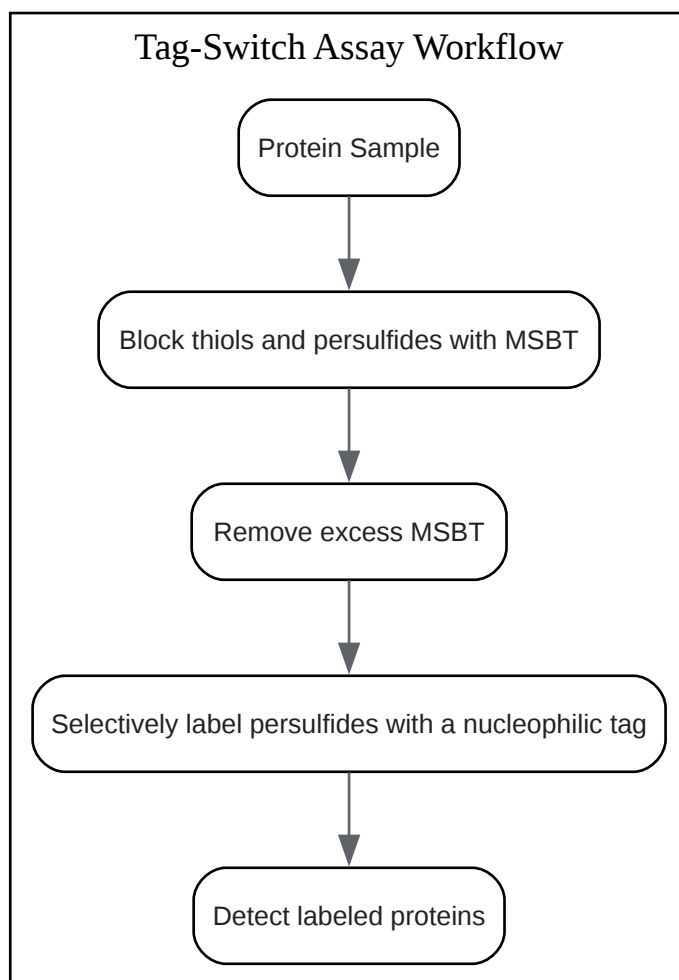 Tag-Switch Assay Workflow
Protein Sample
Block thiols and persulfides with MSBT
Remove excess MSBT
Selectively label persulfides with a nucleophilic tag
Detect labeled proteins